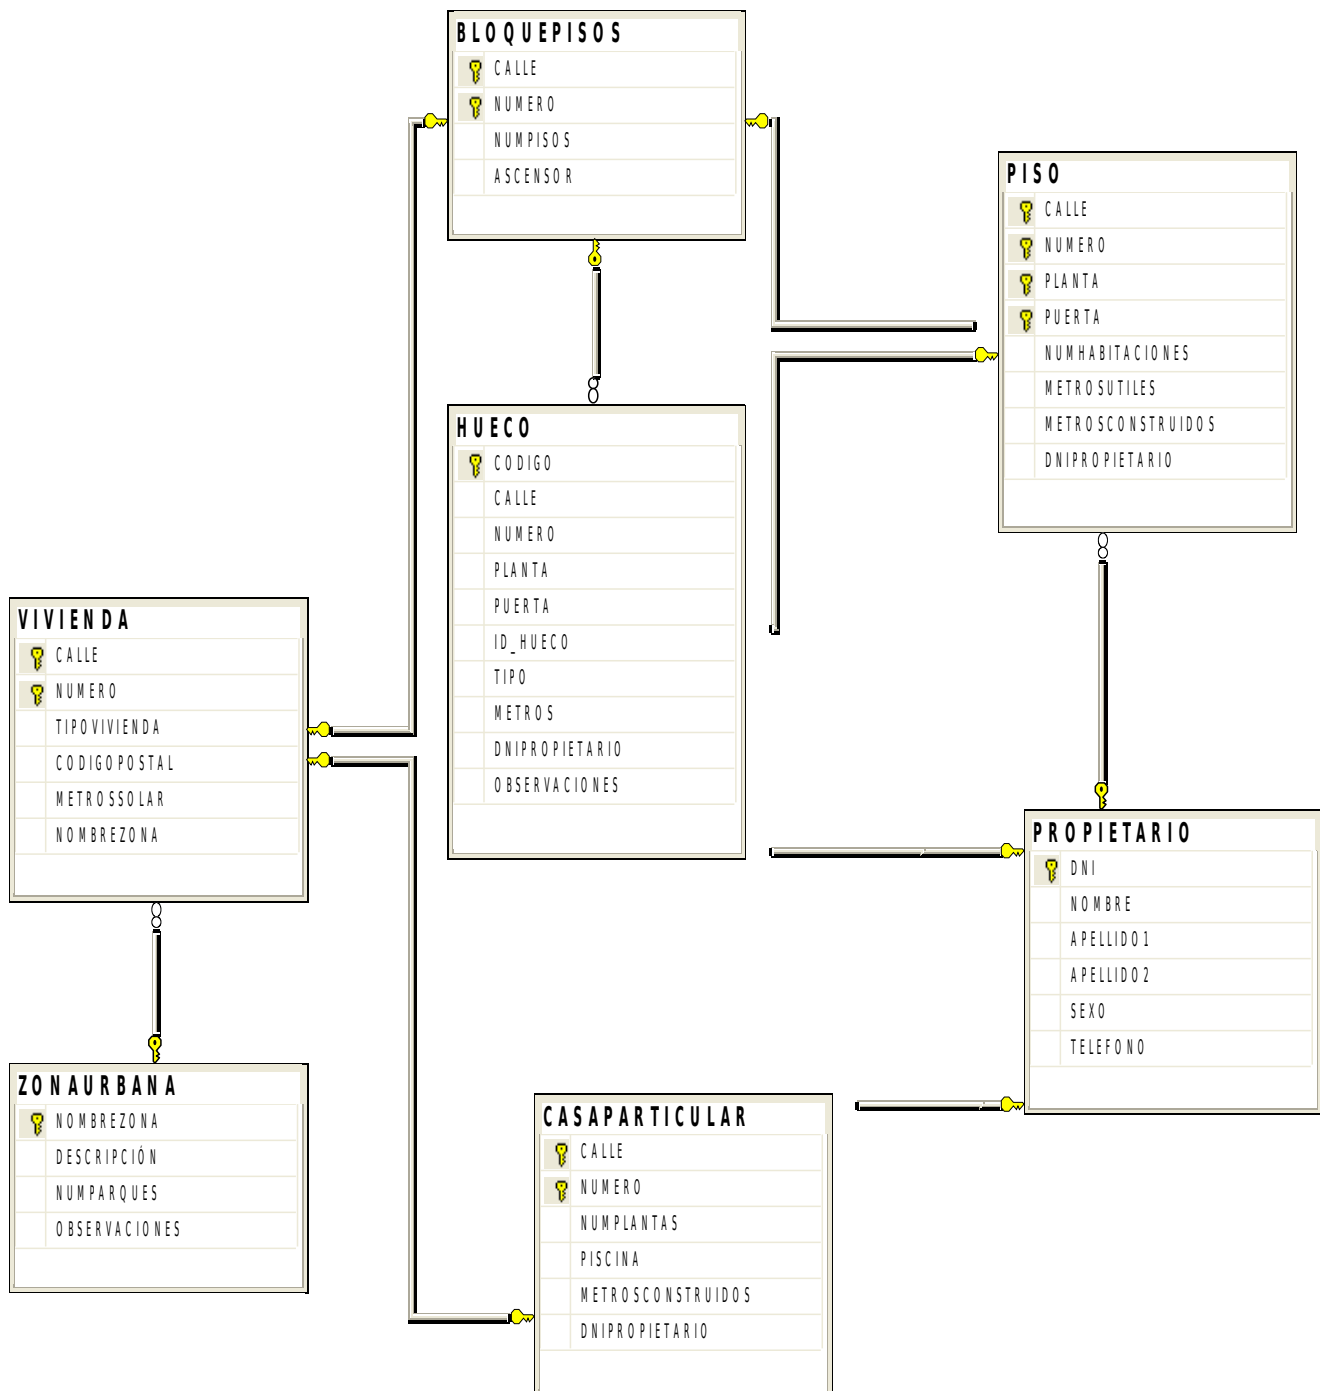 BLOQUEPISOS
CALLE
NUMERO
NUMPISOS
ASCENSOR
PISO
CALLE
NUMERO
PLANTA
PUERTA
NUMHABITACIONES
METROSUTILES
METROSCONSTRUIDOS
DNIPROPIETARIO
HUECO
CODIGO
CALLE
NUMERO
PLANTA
PUERTA
ID_HUECO
TIPO
METROS
DNIPROPIETARIO
OBSERVACIONES
VIVIENDA
CALLE
NUMERO
TIPOVIVIENDA
CODIGOPOSTAL
METROSSOLAR
NOMBREZONA
PROPIETARIO
DNI
NOMBRE
APELLIDO1
APELLIDO2
SEXO
TELEFONO
ZONAURBANA
NOMBREZONA
DESCRIPCIÓN
NUMPARQUES
OBSERVACIONES
CASAPARTICULAR
CALLE
NUMERO
NUMPLANTAS
PISCINA
METROSCONSTRUIDOS
DNIPROPIETARIO